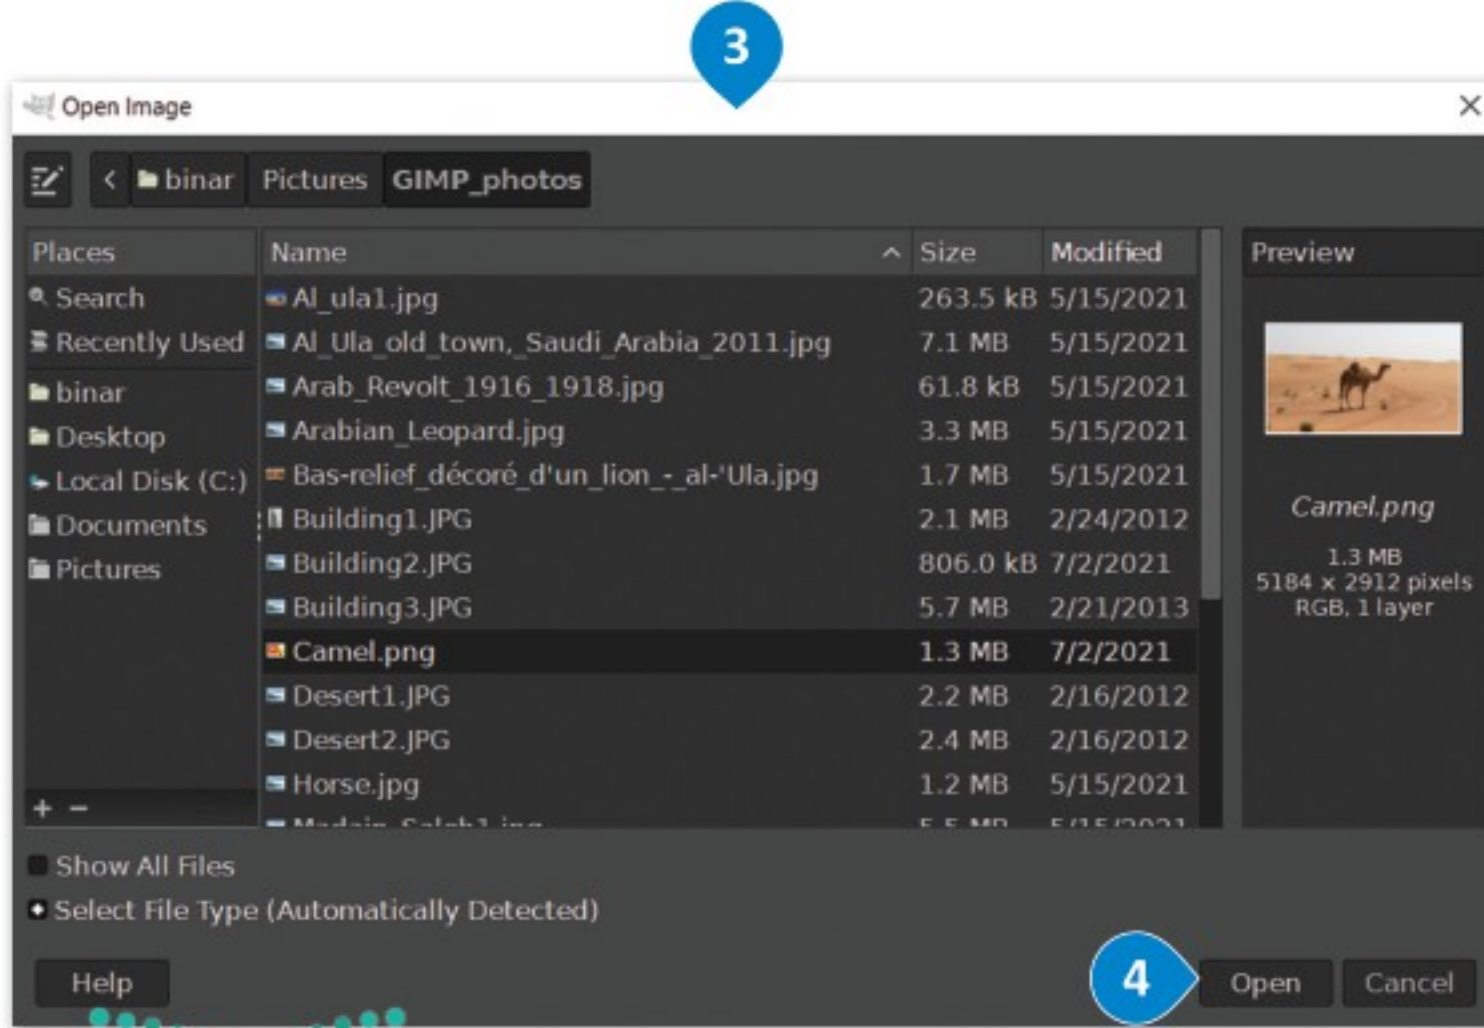 3
Open Image
binar Pictures GIMP_photos
Places Name Size Modified Preview
Search Al_ula1.jpg 263.5 kB 5/15/2021
Recently Used Al_Ula_old_town,_Saudi_Arabia_2011.jpg 7.1 MB 5/15/2021
binar Arab_Revolt_1916_1918.jpg 61.8 kB 5/15/2021
Desktop Arabian_Leopard.jpg 3.3 MB 5/15/2021
Local Disk (C:) Bas-relief_décoré_d'un_lion_-_al-'Ula.jpg 1.7 MB 5/15/2021
Documents Building1.JPG 2.1 MB 2/24/2012
Pictures Building2.JPG 806.0 kB 7/2/2021
Building3.JPG 5.7 MB 2/21/2013
Camel.png 1.3 MB 7/2/2021
Desert1.JPG 2.2 MB 2/16/2012
Desert2.JPG 2.4 MB 2/16/2012
Horse.jpg 1.2 MB 5/15/2021
Camel.png
1.3 MB
5184 x 2912 pixels
RGB, 1 layer
Show All Files
Select File Type (Automatically Detected)
Help 4 Open Cancel